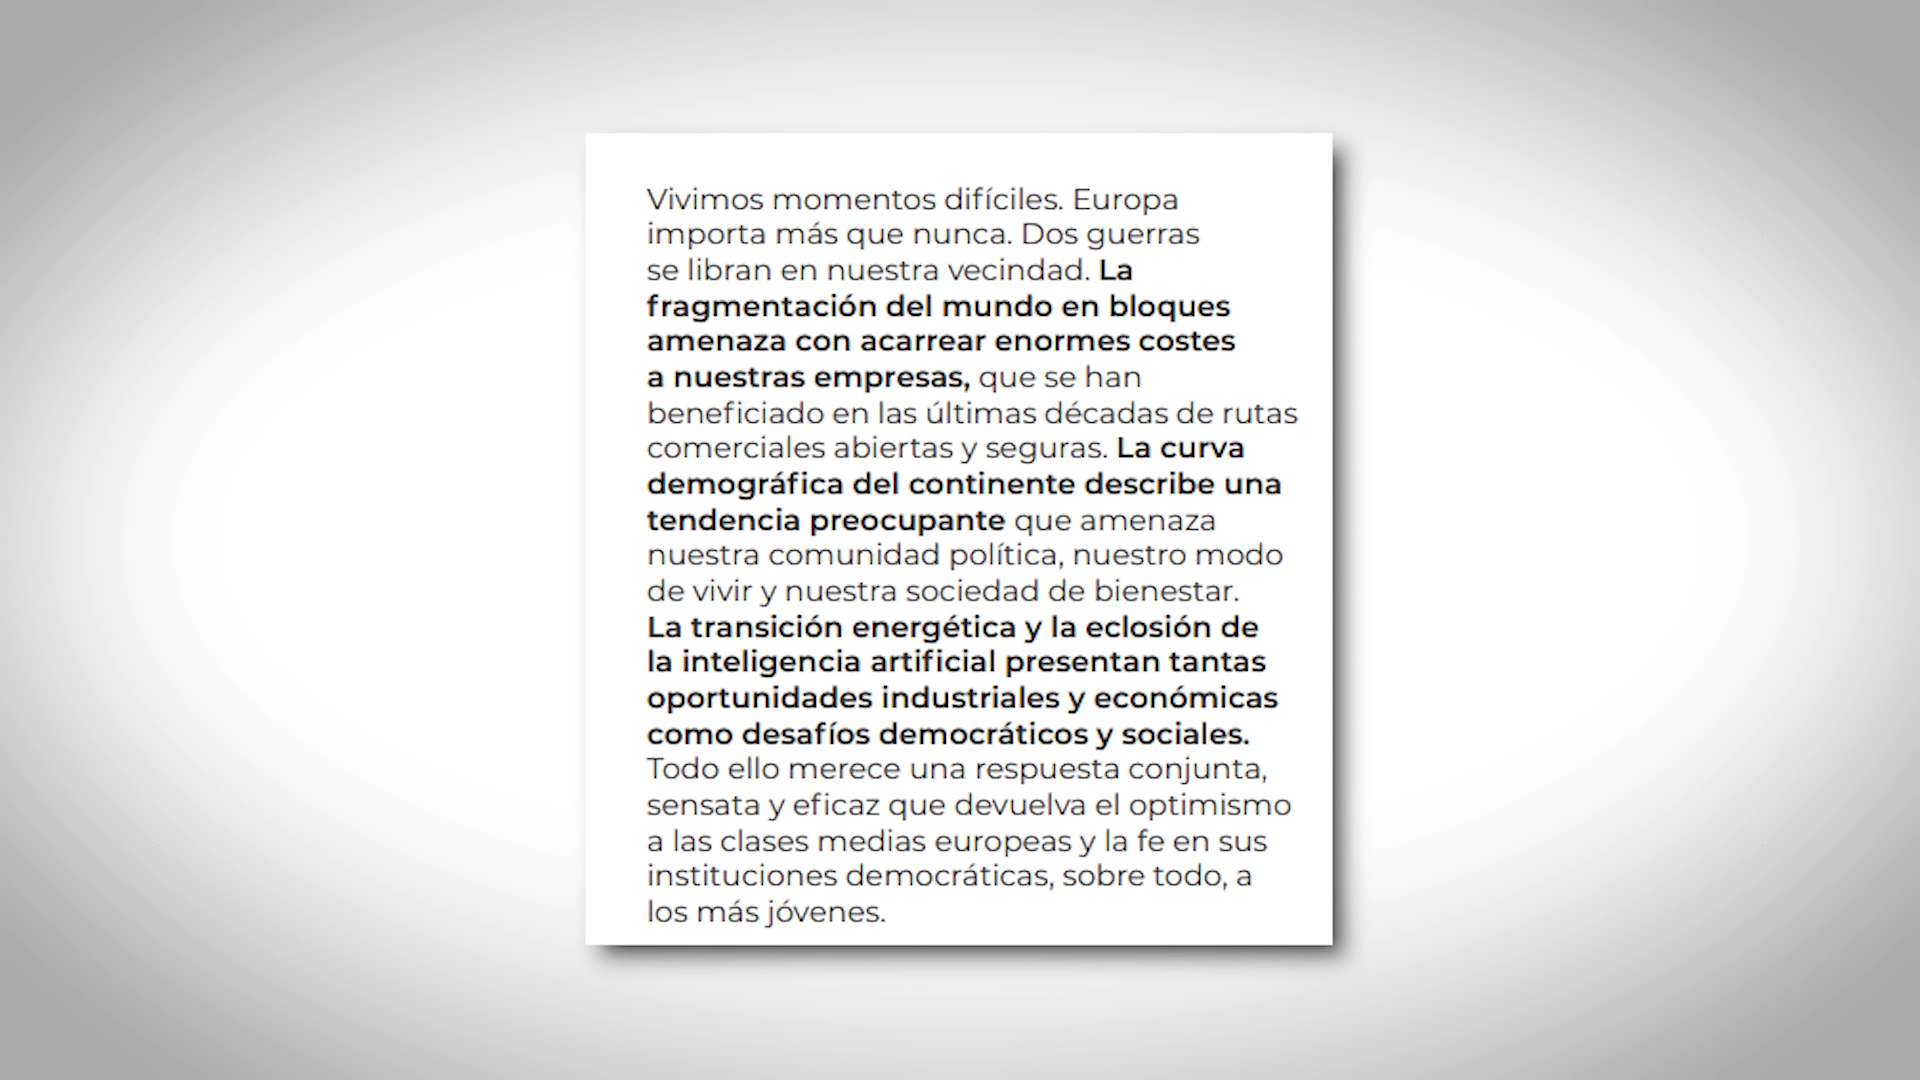 Vivimos momentos difíciles. Europa
importa más que nunca. Dos guerras
se libran en nuestra vecindad. La
fragmentación del mundo en bloques
amenaza con acarrear enormes costes
a nuestras empresas, que se han
beneficiado en las últimas décadas de rutas
comerciales abiertas y seguras. La curva
demográfica del continente describe una
tendencia preocupante que amenaza
nuestra comunidad política, nuestro modo
de vivir y nuestra sociedad de bienestar.
La transición energética y la eclosión de
la inteligencia artificial presentan tantas
oportunidades industriales y económicas
como desafíos democráticos y sociales.
Todo ello merece una respuesta conjunta,
sensata y eficaz que devuelva el optimismo
a las clases medias europeas y la fe en sus
instituciones democráticas, sobre todo, a
los más jóvenes.